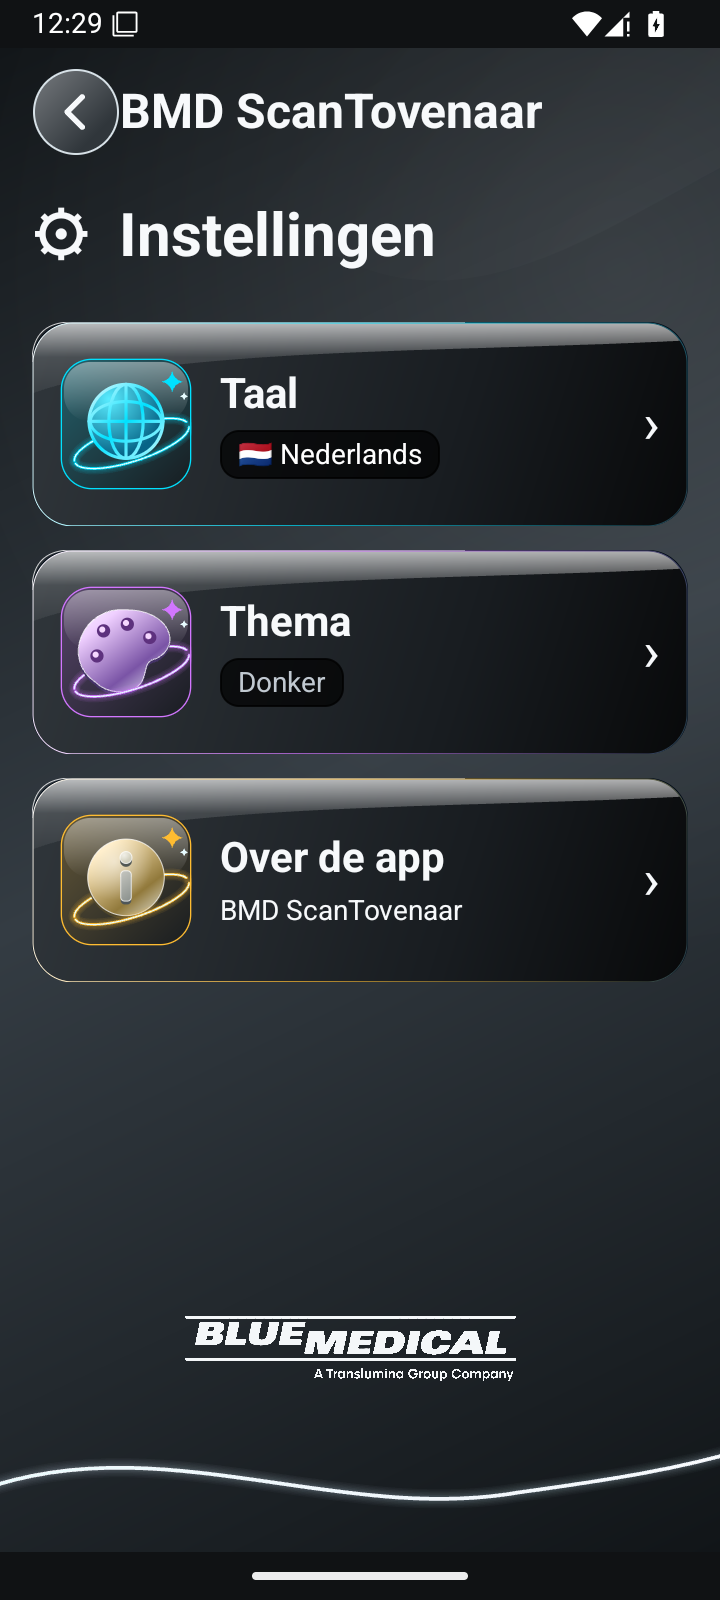 12:29
BMD ScanTovenaar
Instellingen
Taal
🇳🇱 Nederlands
Thema
Donker
Over de app
BMD ScanTovenaar
BLUEMEDICAL
A Translumina Group Company